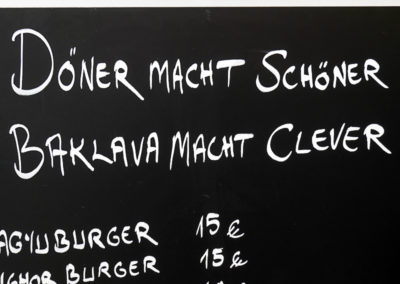 DÖNER MACHT SCHÖNER
BAKLAVA MACHT CLEVER
BURGER 15 €
BURGER 15 €